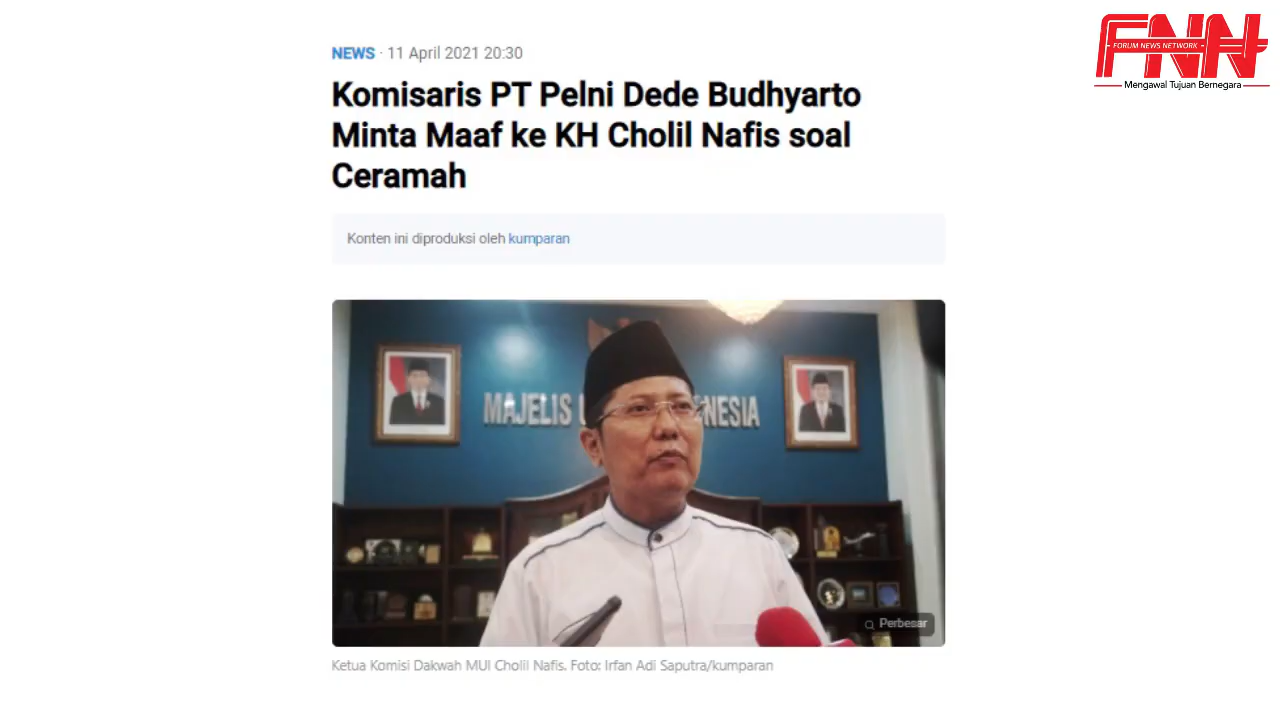 NEWS · 11 April 2021 20:30
Komisaris PT Pelni Dede Budhyarto
Minta Maaf ke KH Cholil Nafis soal
Ceramah
Konten ini diproduksi oleh kumparan
FNN
FORUM NEWS NETWORK
Mengawal Tujuan Bernegara
MAJELIS U NESIA
Perbesar
Ketua Komisi Dakwah MUI Cholil Nafis. Foto: Irfan Adi Saputra/kumparan